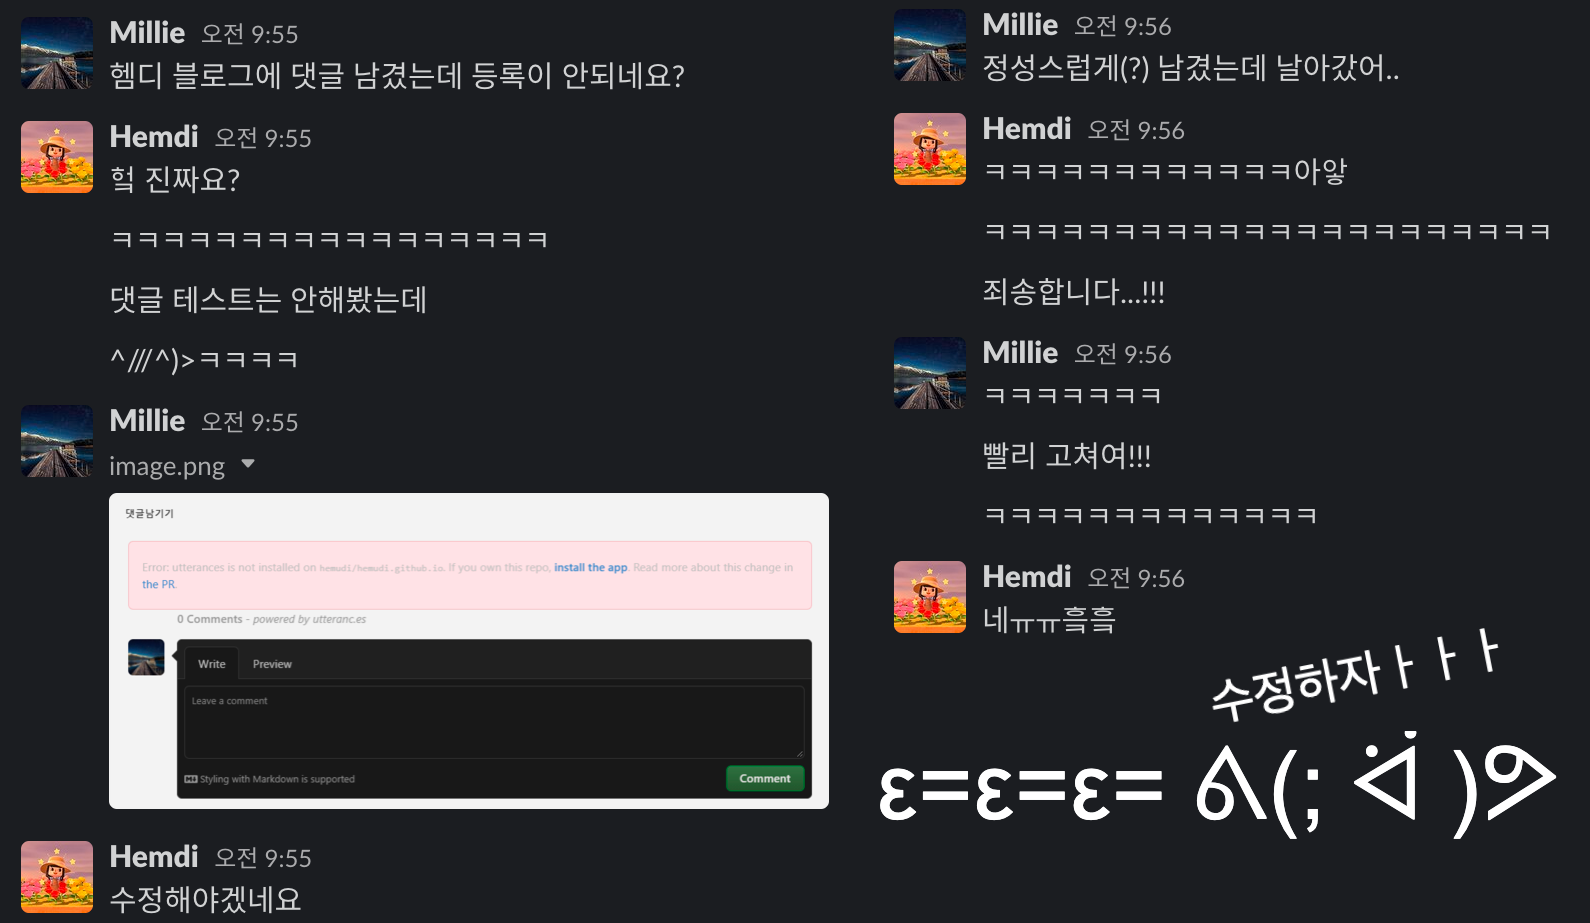 Millie 오전 9:55
헴디 블로그에 댓글 남겼는데 등록이 안되네요?
Hemdi 오전 9:55
헐 진짜요?
ㅋㅋㅋㅋㅋㅋㅋㅋㅋㅋㅋㅋㅋㅋㅋㅋㅋ
댓글 테스트는 안해봤는데
^///^)>ㅋㅋㅋㅋ
Millie 오전 9:55
image.png
댓글남기기
Error: utterances is not installed on hemudi/hemudi.github.io. If you own this repo, install the app. Read more about this change in
the PR.
0 Comments - powered by utteranc.es
Write Preview
Leave a comment
Styling with Markdown is supported
Comment
Hemdi 오전 9:55
수정해야겠네요
Millie 오전 9:56
정성스럽게(?) 남겼는데 날아갔어..
Hemdi 오전 9:56
ㅋㅋㅋㅋㅋㅋㅋㅋㅋㅋㅋㅋ아앟
ㅋㅋㅋㅋㅋㅋㅋㅋㅋㅋㅋㅋㅋㅋㅋㅋㅋㅋㅋㅋㅋㅋ
죄송합니다...!!!
Millie 오전 9:56
ㅋㅋㅋㅋㅋㅋㅋ
빨리 고쳐여!!!
ㅋㅋㅋㅋㅋㅋㅋㅋㅋㅋㅋㅋㅋ
Hemdi 오전 9:56
네ㅠㅠ흨흨
수정하자ㅏㅏㅏ
ε=ε=ε= ᕕ(; ᐛ )ᕗ